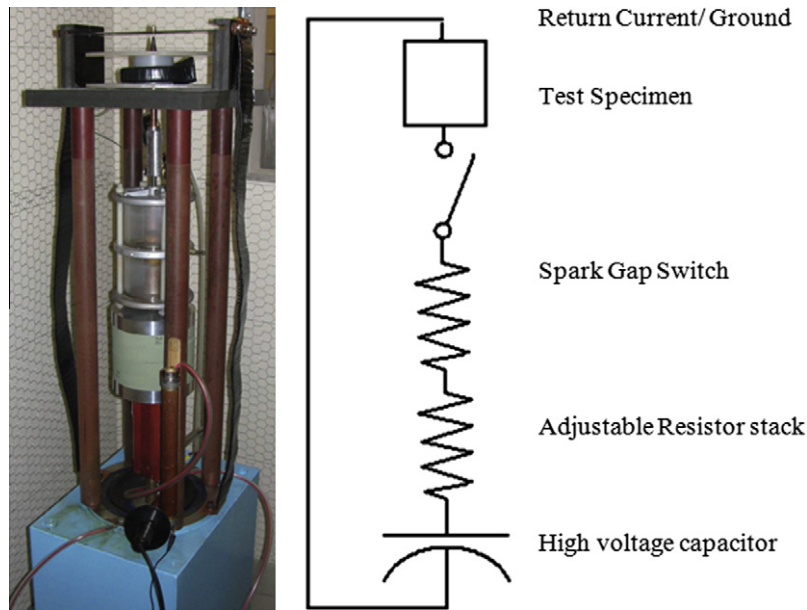 Return Current/ Ground
Test Specimen
Spark Gap Switch
Adjustable Resistor stack
High voltage capacitor